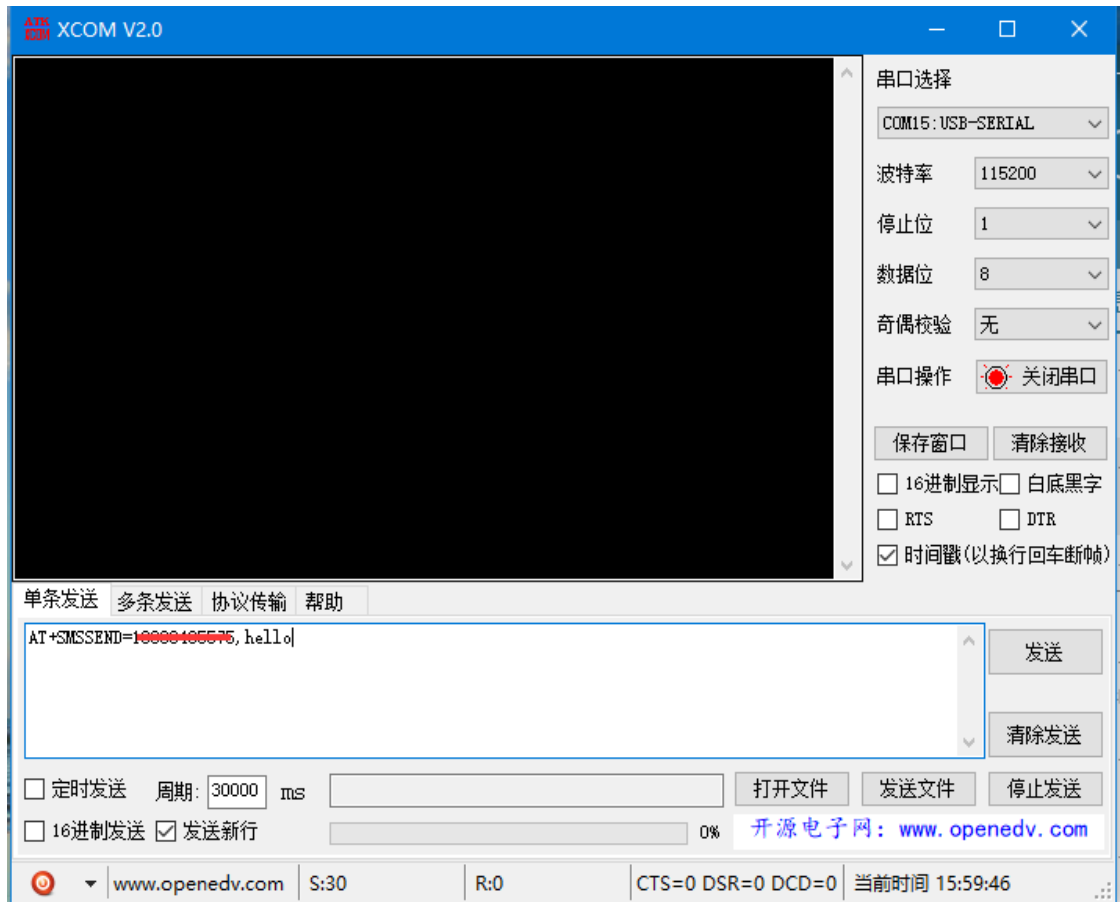 ATK XCOM XCOM V2.0
串口选择
COM15:USB-SERIAL
波特率 115200
停止位 1
数据位 8
奇偶校验 无
串口操作 关闭串口
保存窗口 清除接收
16进制显示 白底黑字
RTS DTR
时间戳(以换行回车断帧)
单条发送 多条发送 协议传输 帮助
AT+SMSSEND= ,hello
发送
清除发送
定时发送 周期: 30000 ms 打开文件 发送文件 停止发送
16进制发送 发送新行 0% 开源电子网: www.openedv.com
www.openedv.com S:30 R:0 CTS=0 DSR=0 DCD=0 当前时间 15:59:46